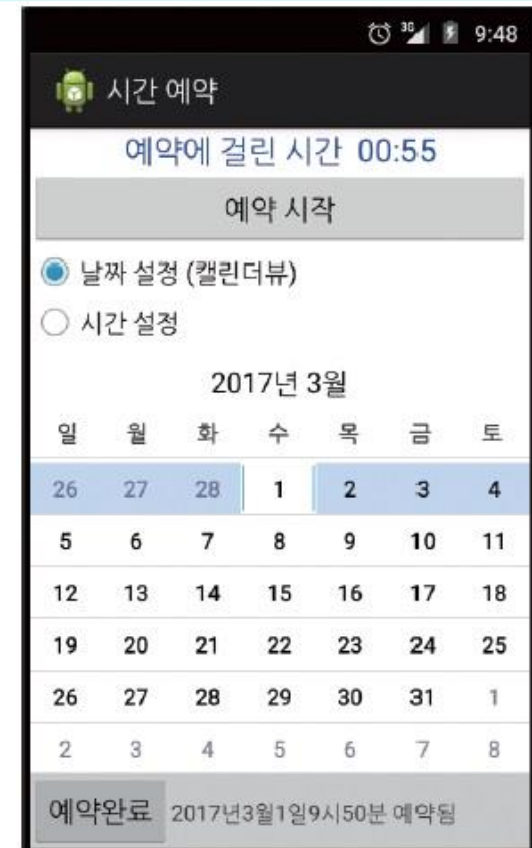 3G 9:48
시간 예약
예약에 걸린 시간 00:55
예약 시작
날짜 설정 (캘린더뷰)
시간 설정
2017년 3월
일 월 화 수 목 금 토
26 27 28 1 2 3 4
5 6 7 8 9 10 11
12 13 14 15 16 17 18
19 20 21 22 23 24 25
26 27 28 29 30 31 1
2 3 4 5 6 7 8
예약완료 2017년3월1일9시50분 예약됨